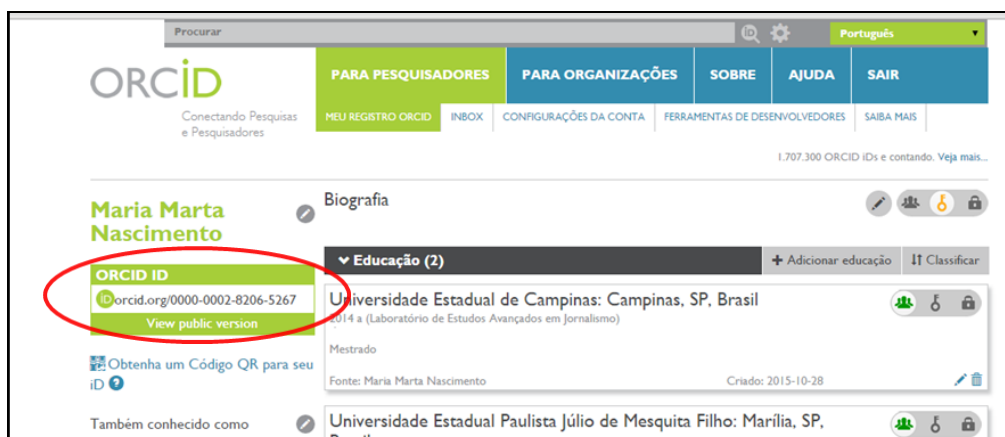 Procurar
Português
ORCiD
Conectando Pesquisas
e Pesquisadores
PARA PESQUISADORES
PARA ORGANIZAÇÕES
SOBRE
AJUDA
SAIR
MEU REGISTRO ORCID
INBOX
CONFIGURAÇÕES DA CONTA
FERRAMENTAS DE DESENVOLVEDORES
SAIBA MAIS
1.707.300 ORCID iDs e contando. Veja mais...
Maria Marta
Nascimento
ORCID ID
iD orcid.org/0000-0002-8206-5267
View public version
Obtenha um Código QR para seu
iD ?
Também conhecido como
Biografia
Educação (2)
Adicionar educação
Classificar
Universidade Estadual de Campinas: Campinas, SP, Brasil
2014 a (Laboratório de Estudos Avançados em Jornalismo)
Mestrado
Fonte: Maria Marta Nascimento
Criado: 2015-10-28
Universidade Estadual Paulista Júlio de Mesquita Filho: Marília, SP,